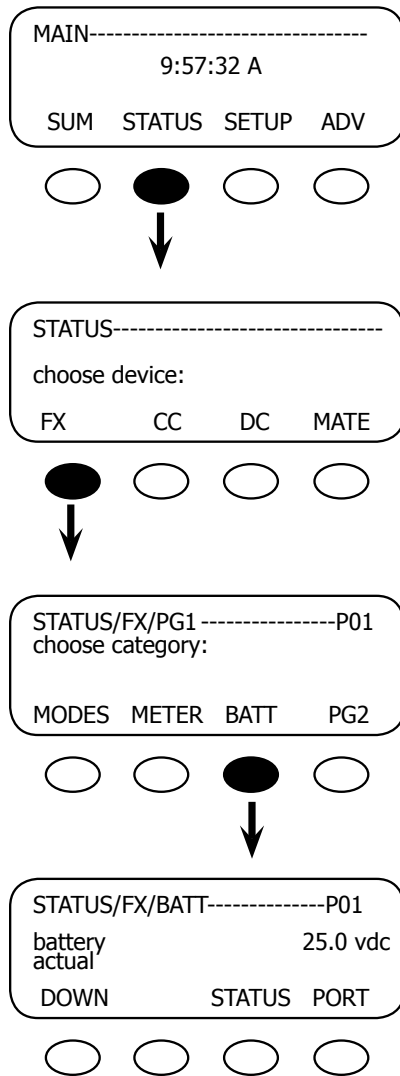 MAIN---------------------------------
9:57:32 A
SUM STATUS SETUP ADV
STATUS--------------------------------
choose device:
FX CC DC MATE
STATUS/FX/PG1 ----------------P01
choose category:
MODES METER BATT PG2
STATUS/FX/BATT--------------P01
battery 25.0 vdc
actual
DOWN STATUS PORT